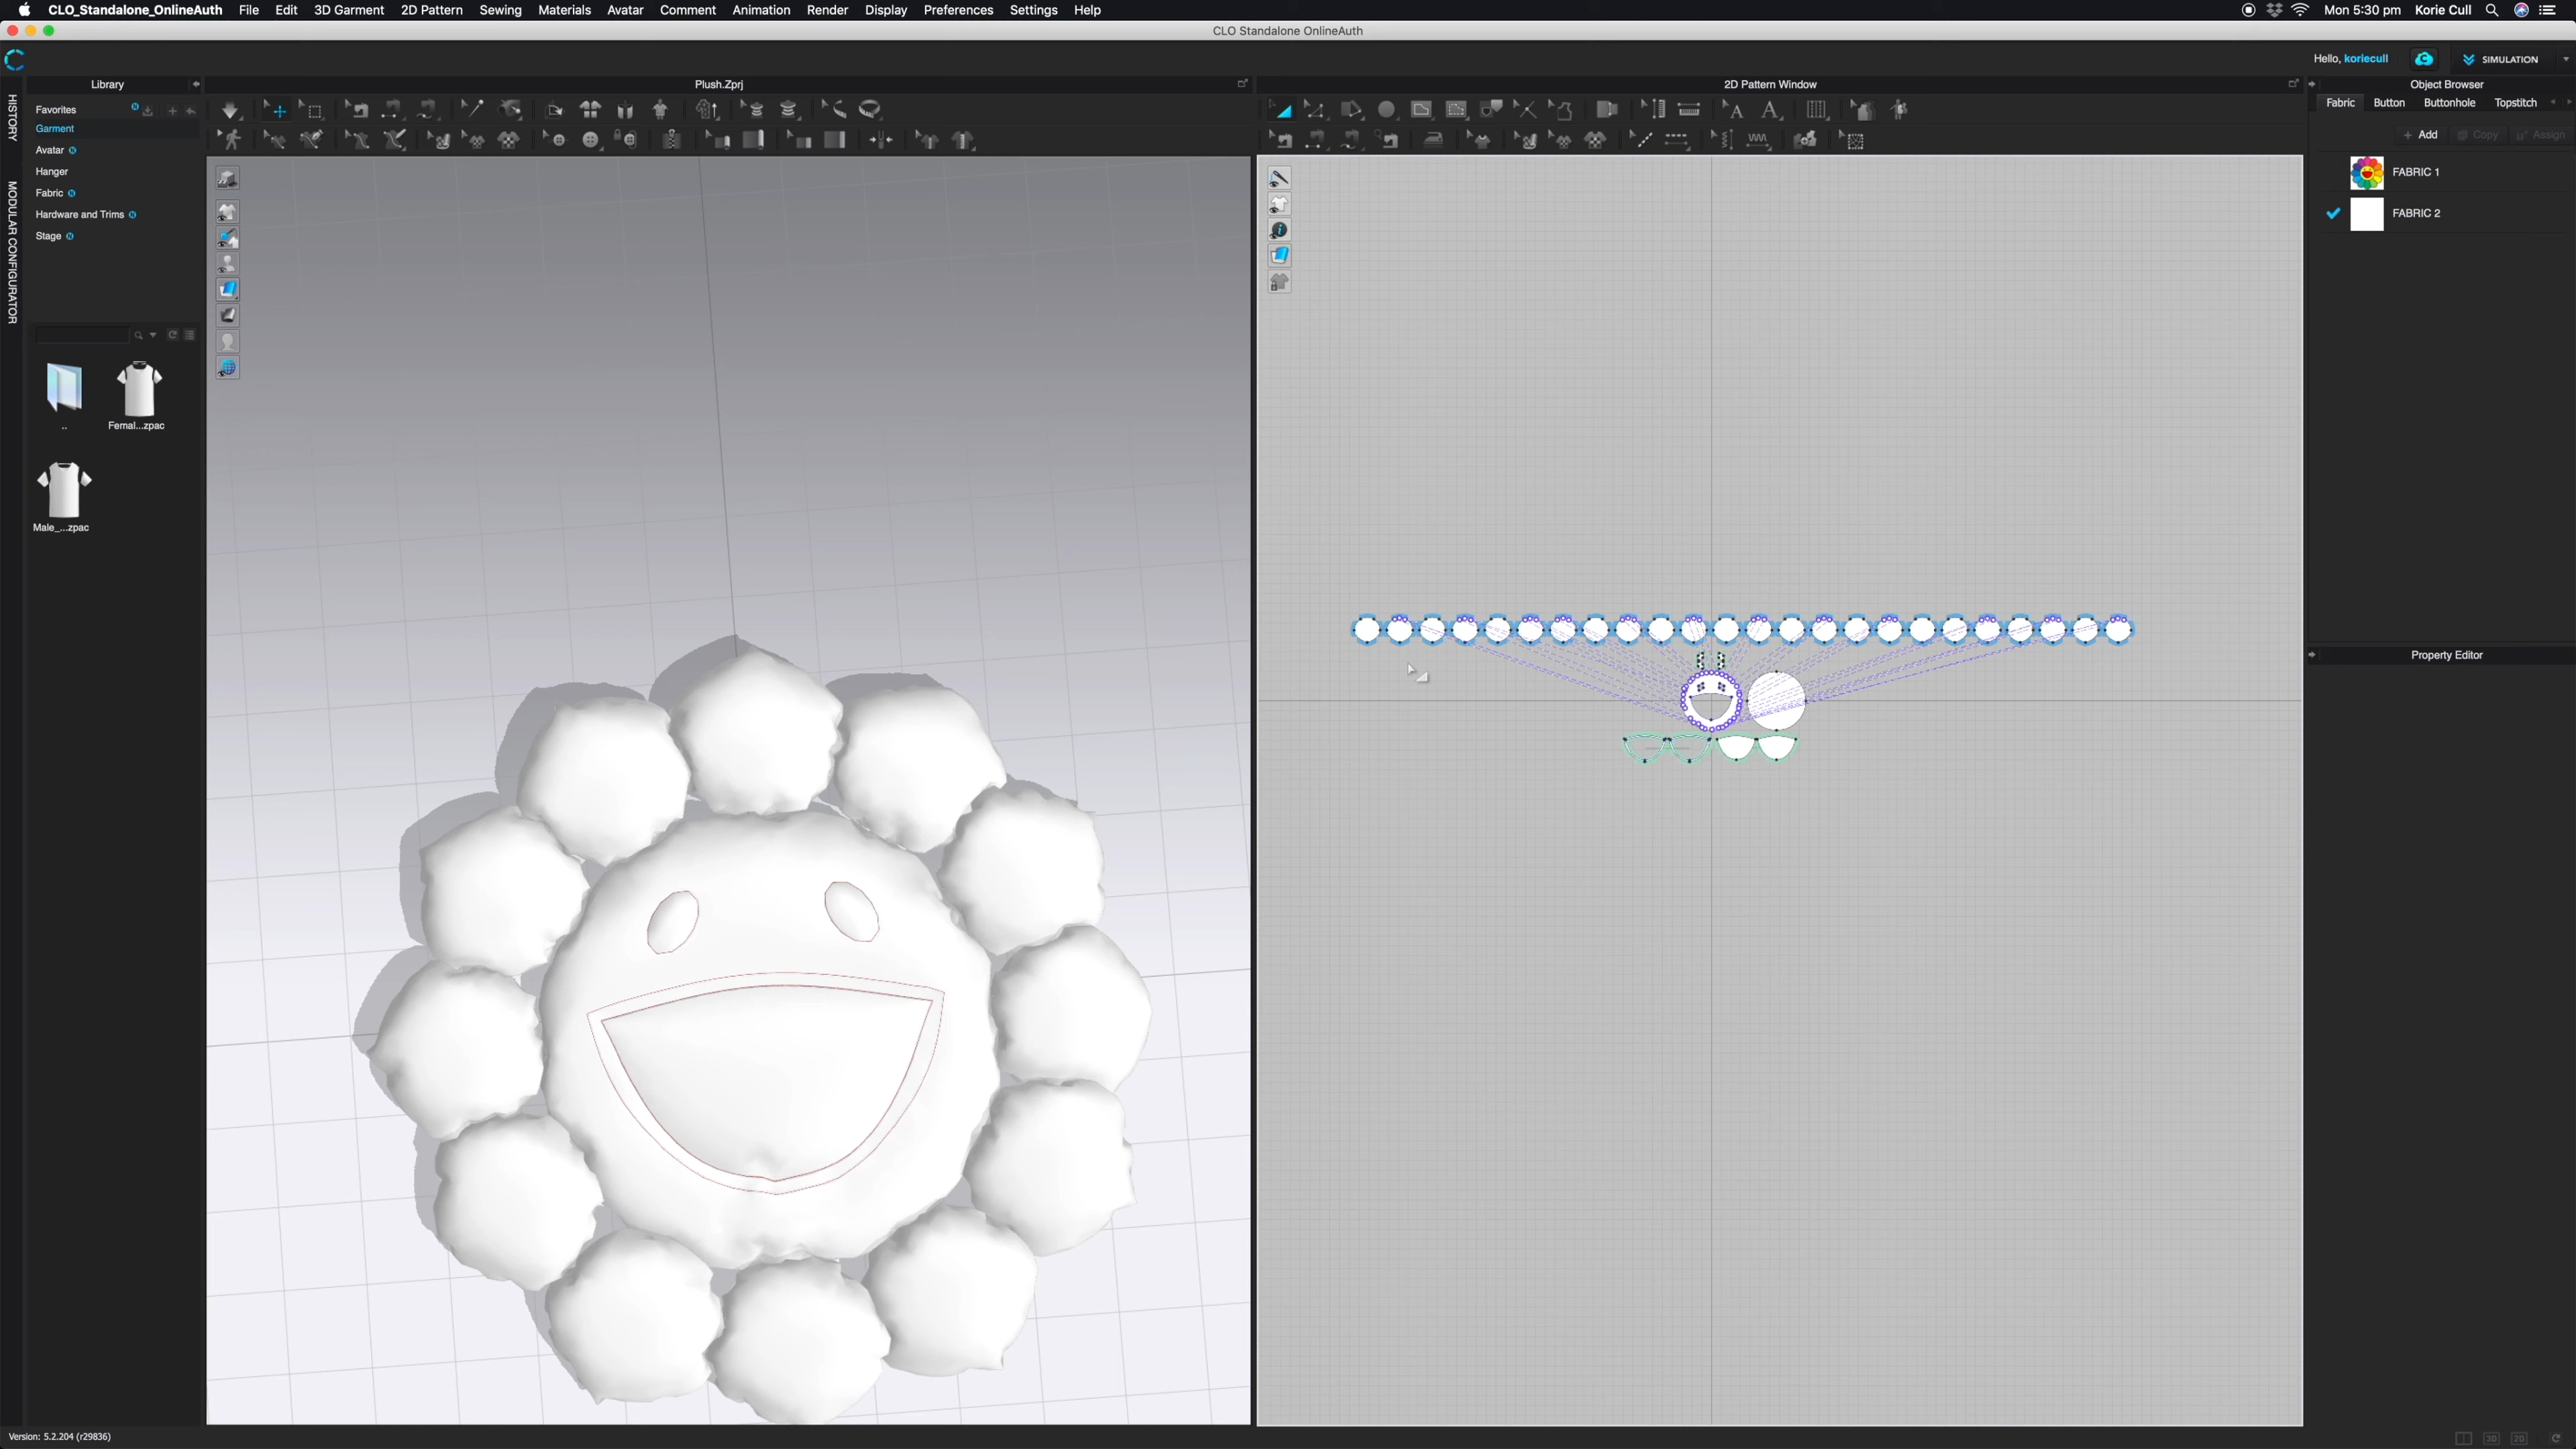 CLO_Standalone_OnlineAuth File Edit 3D Garment 2D Pattern Sewing Materials Avatar Comment Animation Render Display Preferences Settings Help Mon 5:30 pm Korie Cull
CLO Standalone OnlineAuth
Hello, koriecull SIMULATION
Library Plush.Zprj 2D Pattern Window Object Browser
HISTORY
MODULAR CONFIGURATOR
Favorites
Garment
Avatar N
Hanger
Fabric N
Hardware and Trims N
Stage N
Fabric Button Buttonhole Topstitch
+ Add Copy Assign
FABRIC 1
FABRIC 2
..
Femal...zpac
Male_...zpac
Property Editor
Version: 5.2.204 (r29836)
3D 2D